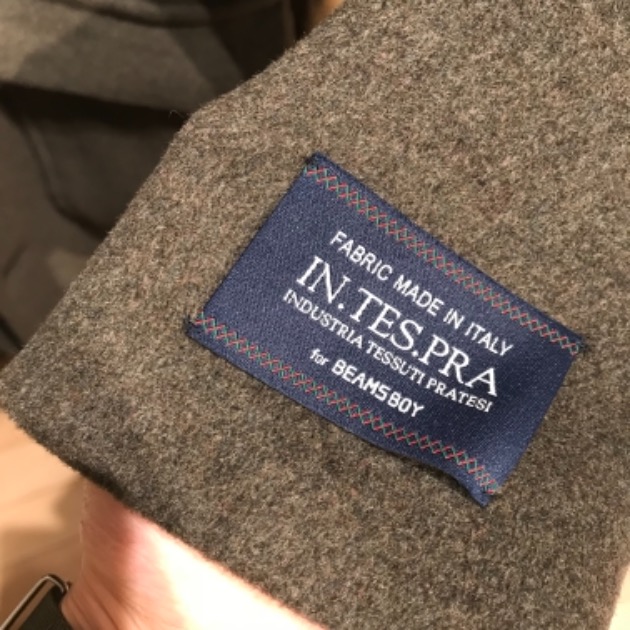 FABRIC MADE IN ITALY
IN.TES.PRA
INDUSTRIA TESSUTI PRATESI
for BEAMS BOY